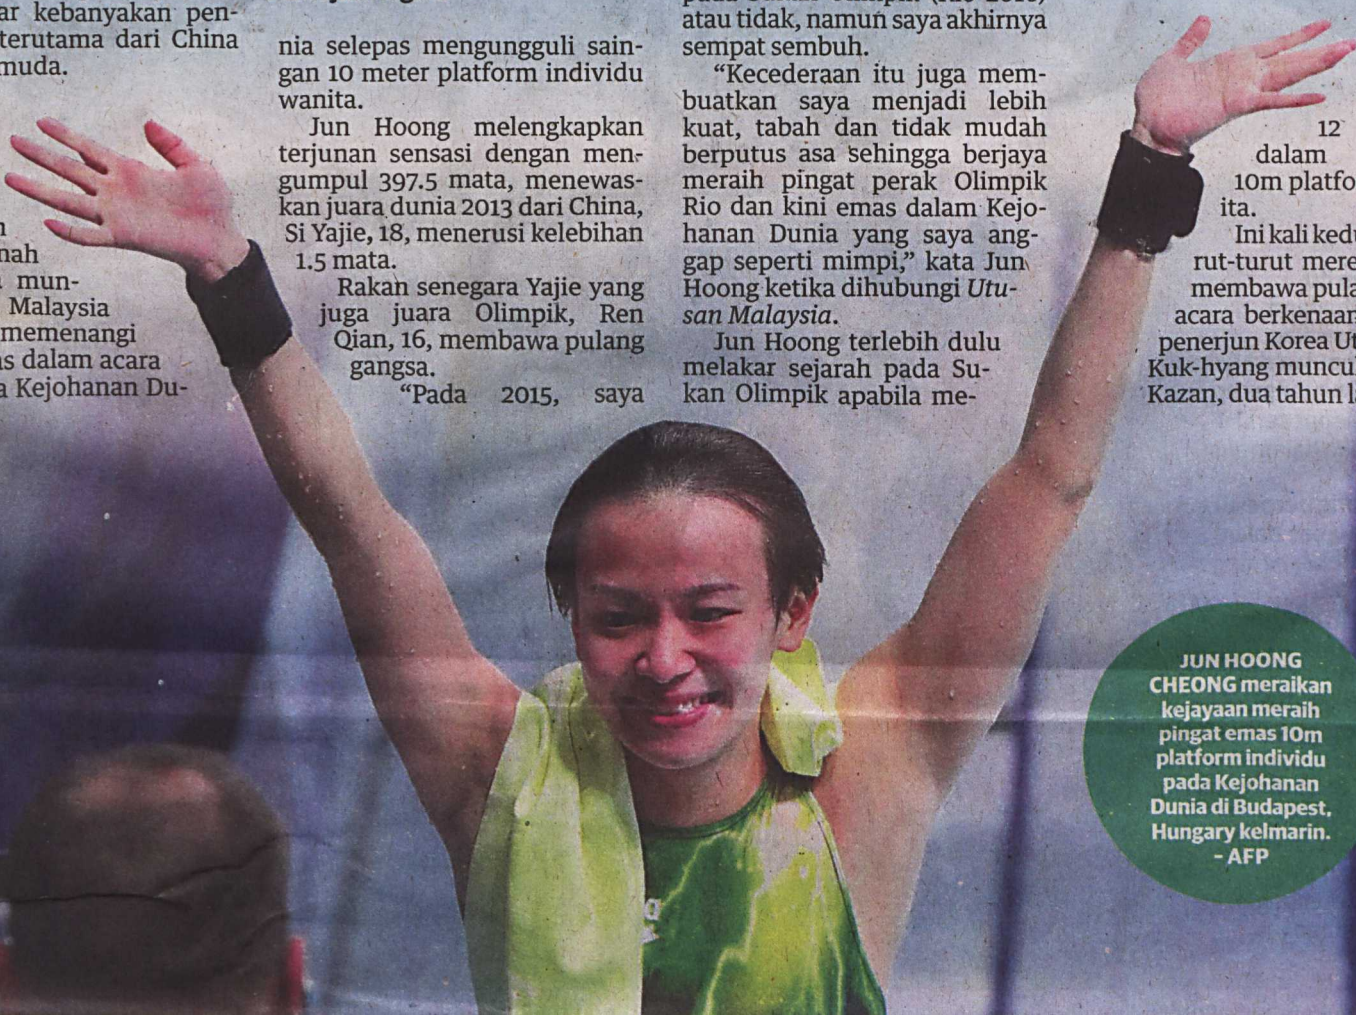 kebanyakan pen-
terutama dari China
muda.
mun-
Malaysia
memenangi
dalam acara
Kejohanan Du-
nia selepas mengungguli sain-
gan 10 meter platform individu
wanita.
Jun Hoong melengkapkan
terjunan sensasi dengan men-
gumpul 397.5 mata, menewas-
kan juara dunia 2013 dari China,
Si Yajie, 18, menerusi kelebihan
1.5 mata.
Rakan senegara Yajie yang
juga juara Olimpik, Ren
Qian, 16, membawa pulang
gangsa.
“Pada 2015, saya
atau tidak, namun saya akhirnya
sempat sembuh.
“Kecederaan itu juga mem-
buatkan saya menjadi lebih
kuat, tabah dan tidak mudah
berputus asa sehingga berjaya
meraih pingat perak Olimpik
Rio dan kini emas dalam Kejo-
hanan Dunia yang saya ang-
gap seperti mimpi,” kata Jun
Hoong ketika dihubungi Utu-
san Malaysia.
Jun Hoong terlebih dulu
melakar sejarah pada Su-
kan Olimpik apabila me-
12
dalam
10m platfo
ita.
Ini kali kedu
rut-turut mere
membawa pula
acara berkenaan
penerjun Korea Ut
Kuk-hyang muncul
Kazan, dua tahun l
JUN HOONG
CHEONG meraikan
kejayaan meraih
pingat emas 10m
platform individu
pada Kejohanan
Dunia di Budapest,
Hungary kelmarin.
- AFP